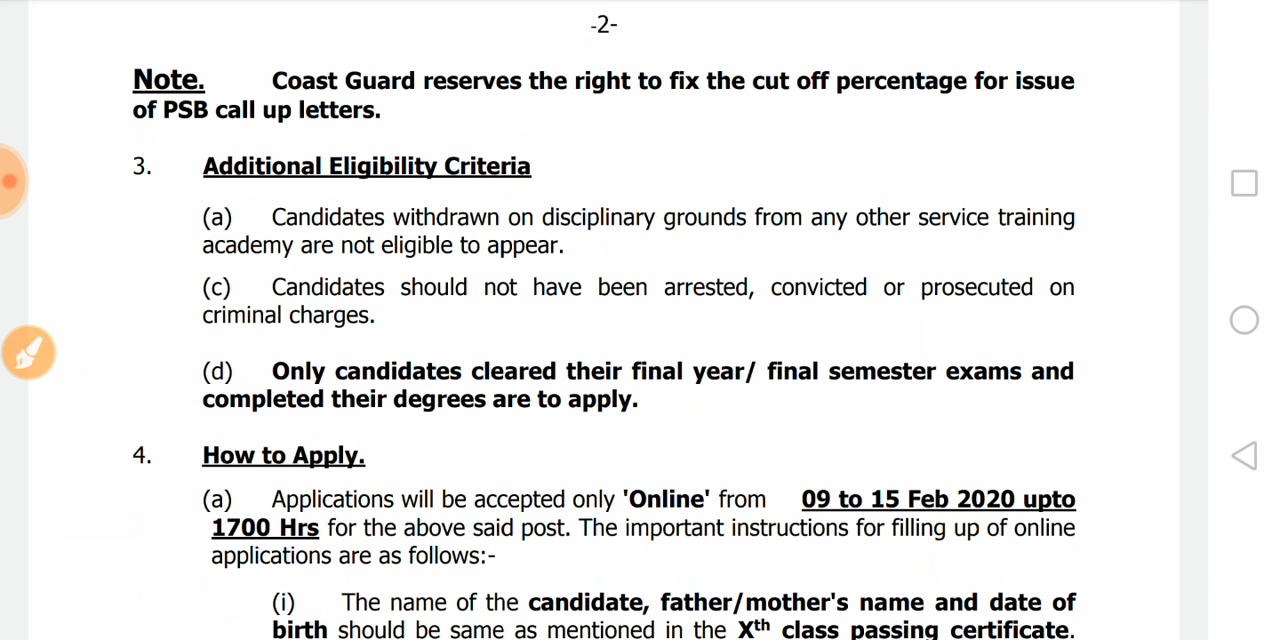 -2-
Note. Coast Guard reserves the right to fix the cut off percentage for issue
of PSB call up letters.
3. Additional Eligibility Criteria
(a) Candidates withdrawn on disciplinary grounds from any other service training
academy are not eligible to appear.
(c) Candidates should not have been arrested, convicted or prosecuted on
criminal charges.
(d) Only candidates cleared their final year/ final semester exams and
completed their degrees are to apply.
4. How to Apply.
(a) Applications will be accepted only 'Online' from 09 to 15 Feb 2020 upto
1700 Hrs for the above said post. The important instructions for filling up of online
applications are as follows:-
(i) The name of the candidate, father/mother's name and date of
birth should be same as mentioned in the Xth class passing certificate.